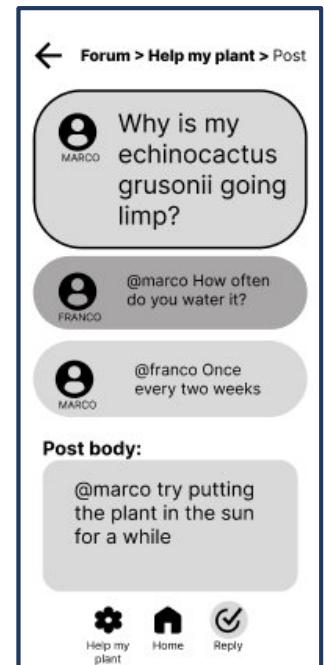 Forum > Help my plant > Post
Why is my
echinocactus
grusonii going
limp?
MARCO
@marco How often
do you water it?
FRANCO
@franco Once
every two weeks
MARCO
Post body:
@marco try putting
the plant in the sun
for a while
Help my
plant
Home
Reply